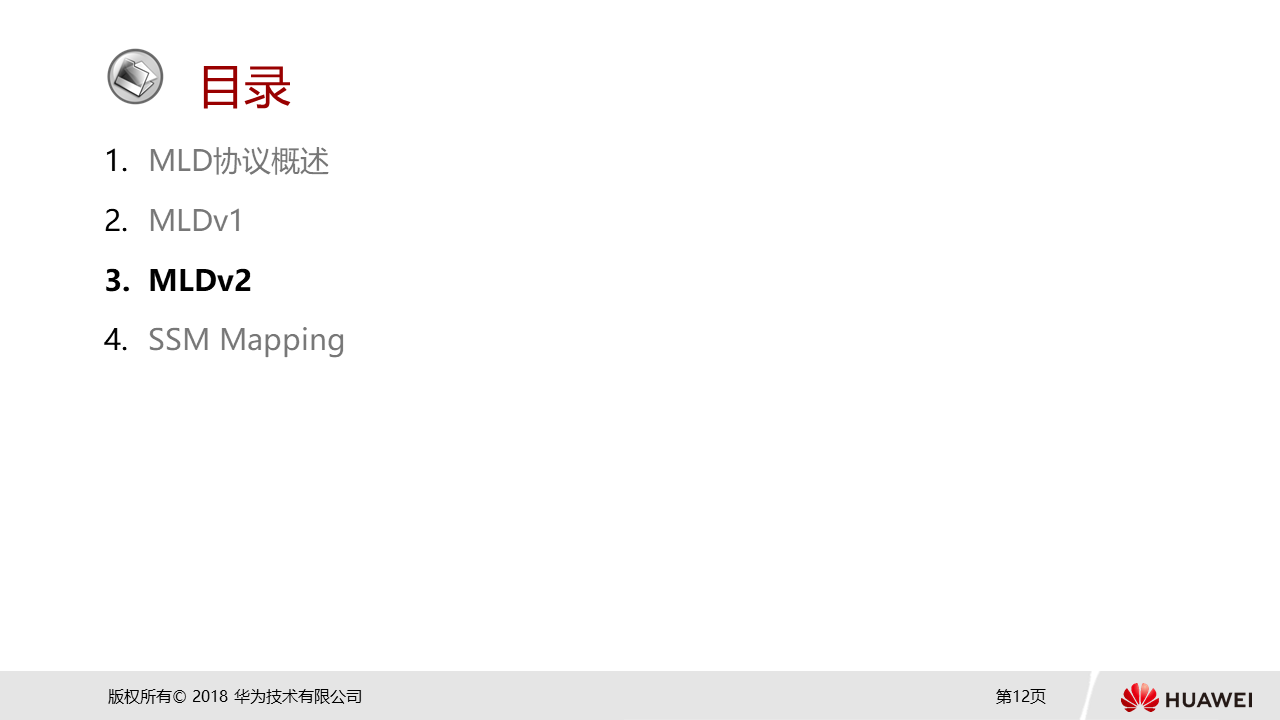 目录
1. MLD协议概述
2. MLDv1
3. MLDv2
4. SSM Mapping
版权所有© 2018 华为技术有限公司
第12页
HUAWEI